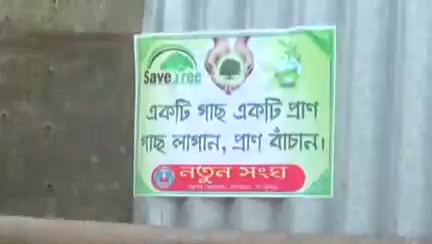 Save Tree
একটি গাছ একটি প্রাণ
গাছ লাগান, প্রাণ বাঁচান।
নতুন সংঘ